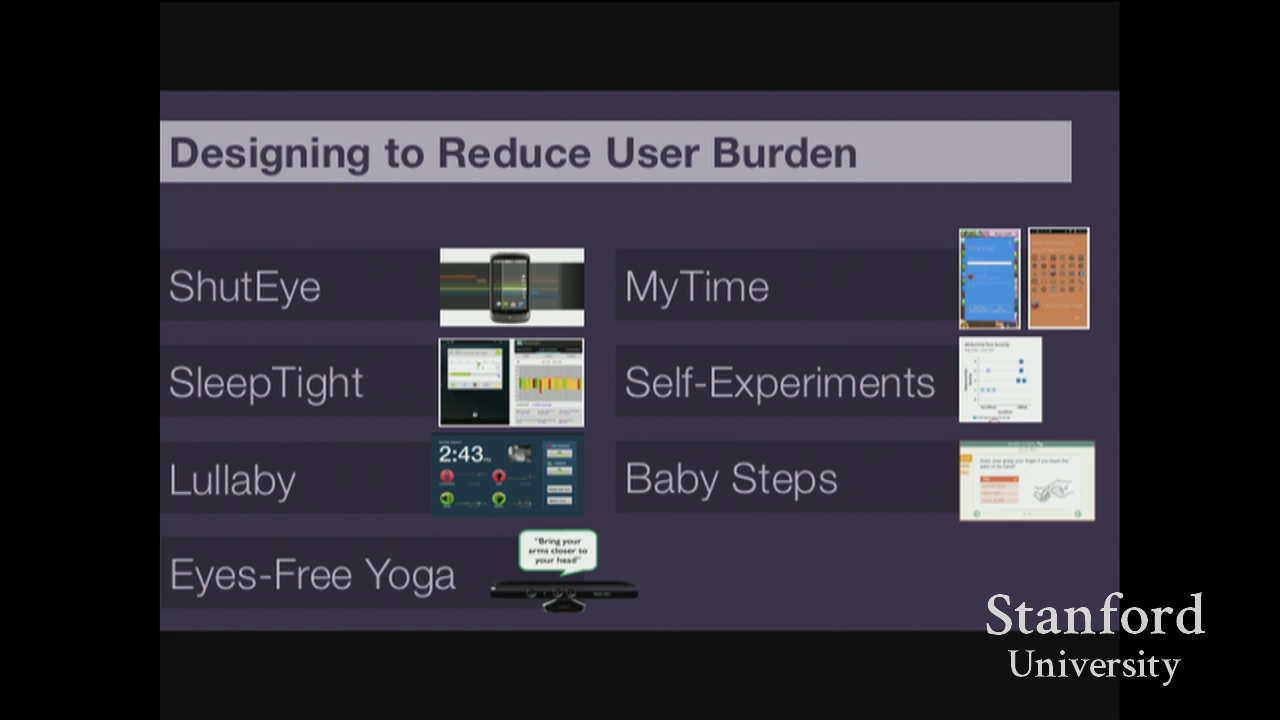 Designing to Reduce User Burden
ShutEye
SleepTight
Lullaby
2:43
Eyes-Free Yoga
"Bring your
arms closer to
your head"
MyTime
Self-Experiments
Baby Steps
Stanford
University